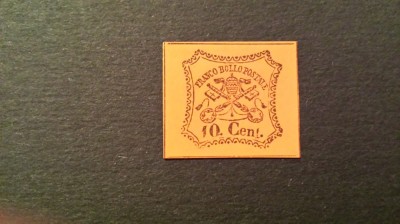 FRANCO BOLLO POSTALE
10. Cent.